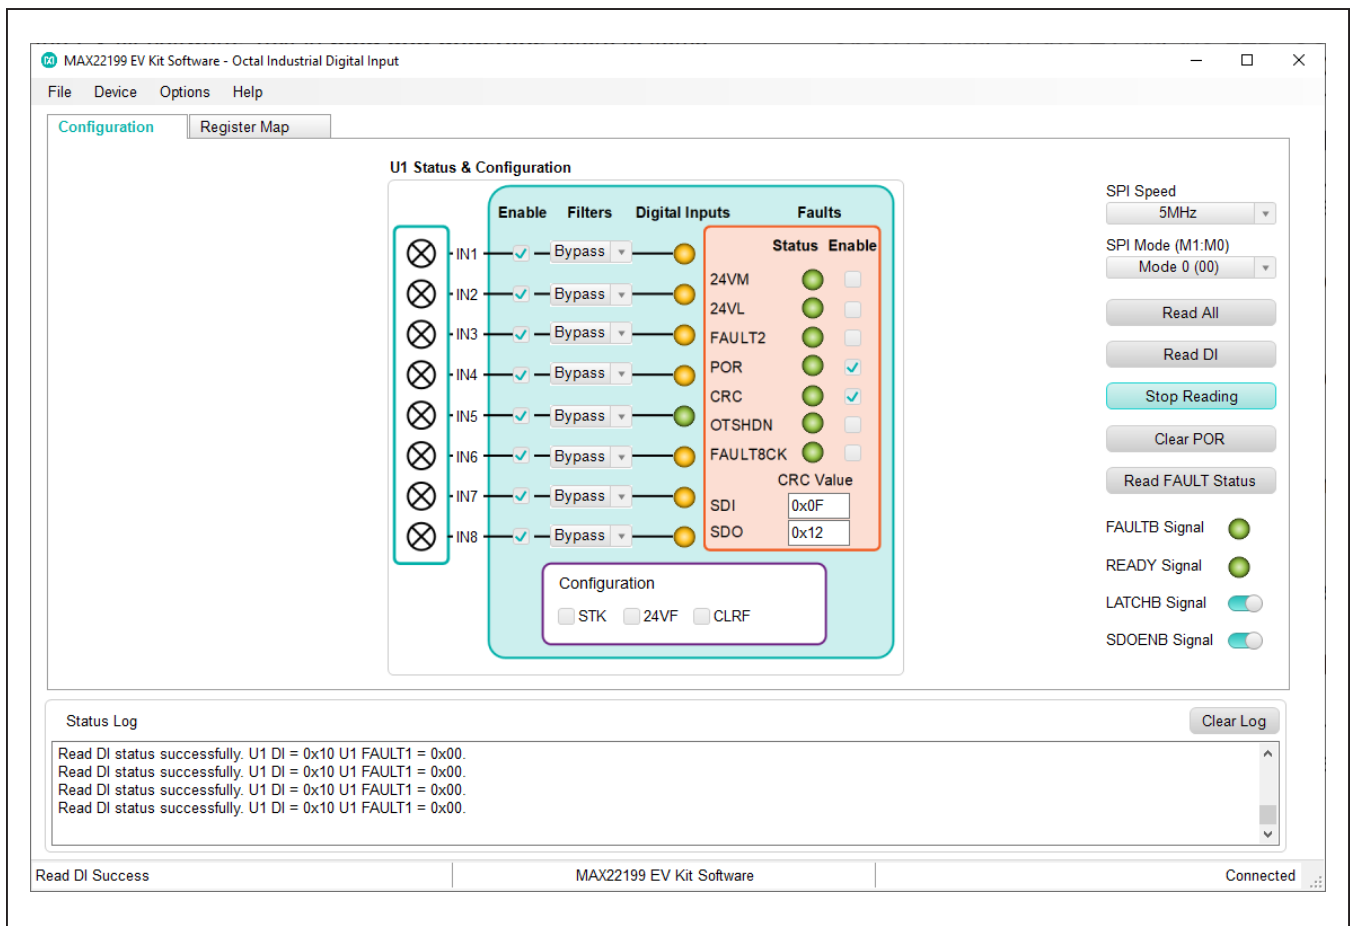 MAX22199 EV Kit Software - Octal Industrial Digital Input
File Device Options Help
Configuration Register Map
U1 Status & Configuration
Enable Filters Digital Inputs Faults
Status Enable
IN1 Bypass
IN2 Bypass
IN3 Bypass
IN4 Bypass
IN5 Bypass
IN6 Bypass
IN7 Bypass
IN8 Bypass
24VM
24VL
FAULT2
POR
CRC
OTSHDN
FAULT8CK
CRC Value
SDI 0x0F
SDO 0x12
Configuration
STK 24VF CLRF
SPI Speed
5MHz
SPI Mode (M1:M0)
Mode 0 (00)
Read All
Read DI
Stop Reading
Clear POR
Read FAULT Status
FAULTB Signal
READY Signal
LATCHB Signal
SDOENB Signal
Status Log
Clear Log
Read DI status successfully. U1 DI = 0x10 U1 FAULT1 = 0x00.
Read DI status successfully. U1 DI = 0x10 U1 FAULT1 = 0x00.
Read DI status successfully. U1 DI = 0x10 U1 FAULT1 = 0x00.
Read DI status successfully. U1 DI = 0x10 U1 FAULT1 = 0x00.
Read DI Success MAX22199 EV Kit Software Connected